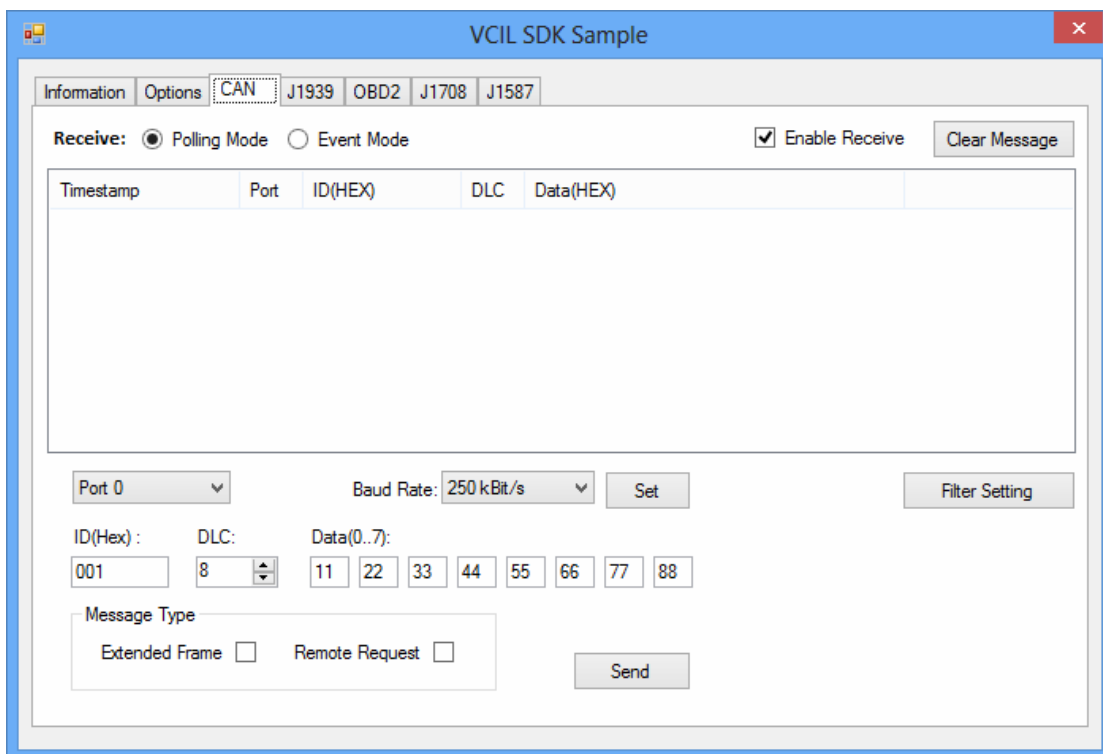 VCIL SDK Sample
Information Options CAN J1939 OBD2 J1708 J1587
Receive: Polling Mode Event Mode Enable Receive Clear Message
Timestamp Port ID(HEX) DLC Data(HEX)
Port 0 Baud Rate: 250 kBit/s Set Filter Setting
ID(Hex) : DLC: Data(0..7):
001 8 11 22 33 44 55 66 77 88
Message Type
Extended Frame Remote Request
Send